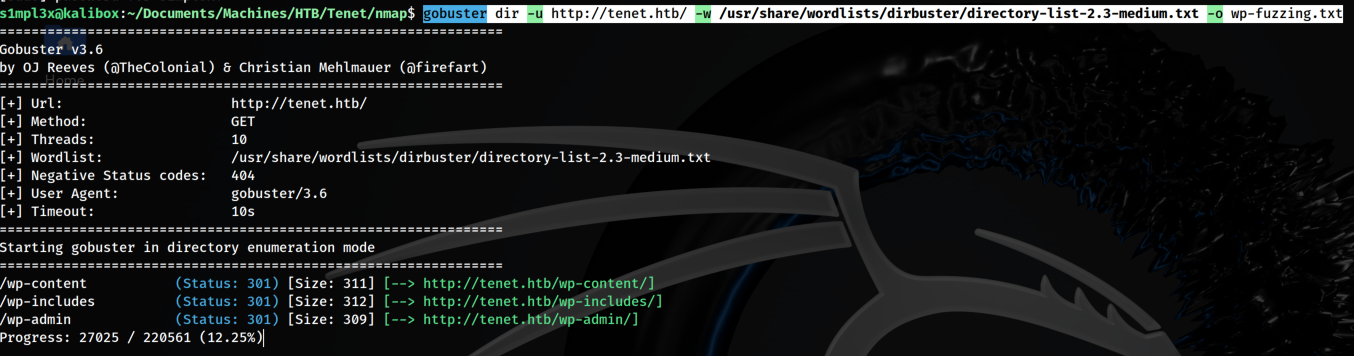 s1mpl3x@kalibox:~/Documents/Machines/HTB/Tenet/nmap$ gobuster dir -u http://tenet.htb/ -w /usr/share/wordlists/dirbuster/directory-list-2.3-medium.txt -o wp-fuzzing.txt
===============================================================
Gobuster v3.6
by OJ Reeves (@TheColonial) & Christian Mehlmauer (@firefart)
Home
===============================================================
[+] Url:                     http://tenet.htb/
[+] Method:                  GET
[+] Threads:                 10
[+] Wordlist:                /usr/share/wordlists/dirbuster/directory-list-2.3-medium.txt
[+] Negative Status codes:   404
[+] User Agent:              gobuster/3.6
[+] Timeout:                 10s
===============================================================
Starting gobuster in directory enumeration mode
===============================================================
/wp-content           (Status: 301) [Size: 311] [--> http://tenet.htb/wp-content/]
/wp-includes          (Status: 301) [Size: 312] [--> http://tenet.htb/wp-includes/]
/wp-admin             (Status: 301) [Size: 309] [--> http://tenet.htb/wp-admin/]
Progress: 27025 / 220561 (12.25%)